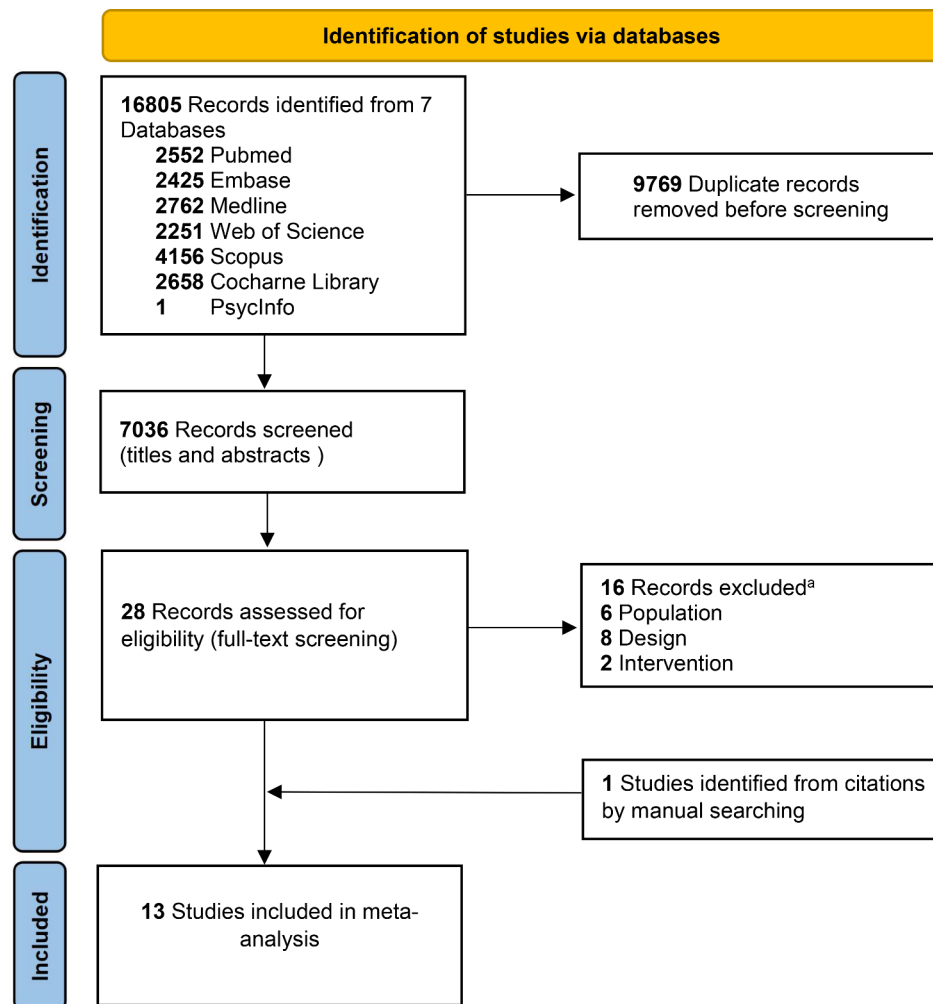 Identification of studies via databases
Identification
16805 Records identified from 7
Databases
2552 Pubmed
2425 Embase
2762 Medline
2251 Web of Science
4156 Scopus
2658 Cocharne Library
1 PsycInfo
9769 Duplicate records
removed before screening
Screening
7036 Records screened
(titles and abstracts )
Eligibility
28 Records assessed for
eligibility (full-text screening)
16 Records excludedᵃ
6 Population
8 Design
2 Intervention
1 Studies identified from citations
by manual searching
Included
13 Studies included in meta-
analysis